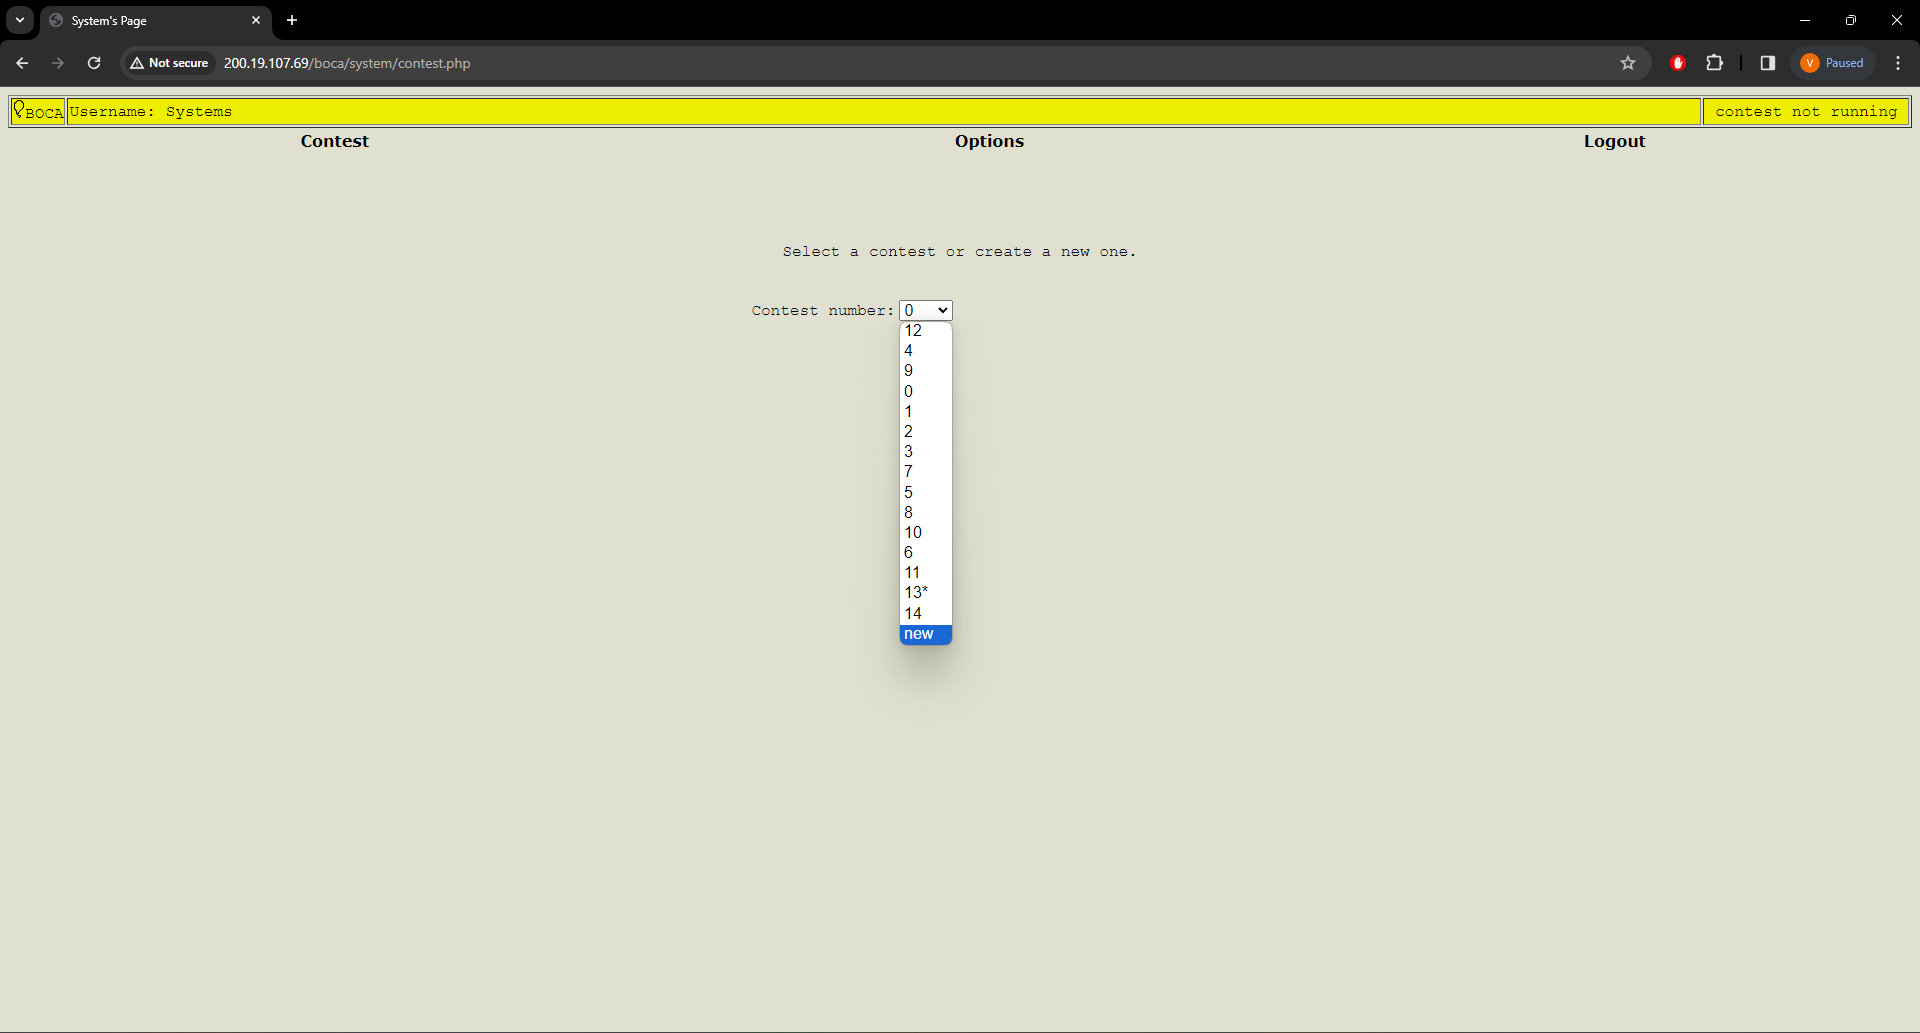 System's Page
Not secure 200.19.107.69/boca/system/contest.php V Paused
BOCA Username: Systems contest not running
Contest Options Logout
Select a contest or create a new one.
Contest number: 0
12
4
9
0
1
2
3
7
5
8
10
6
11
13*
14
new